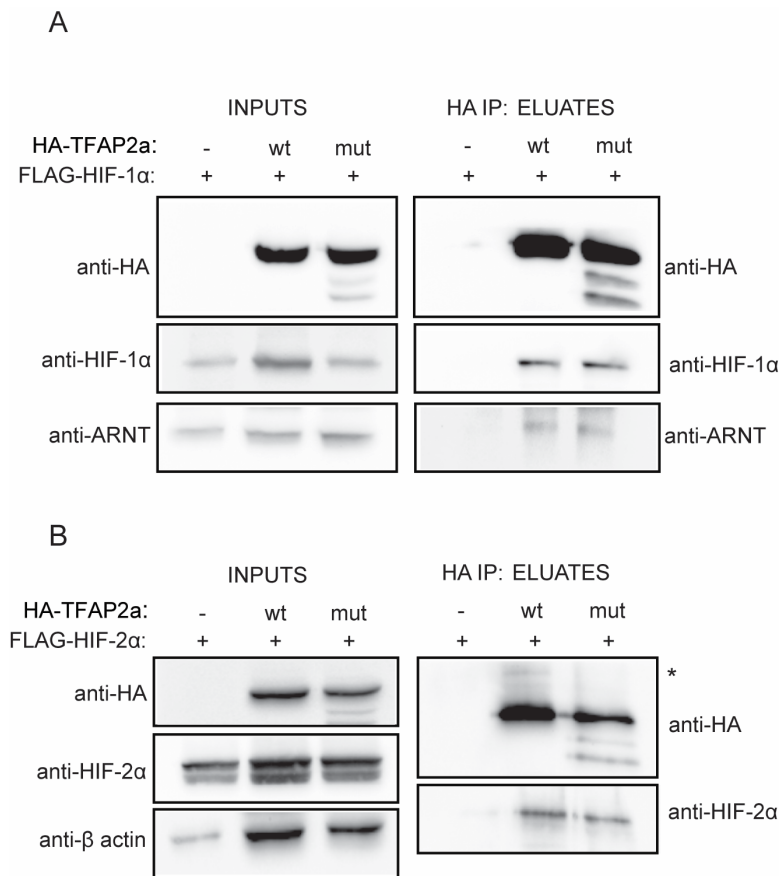 A
INPUTS
HA IP: ELUATES
HA-TFAP2a: - wt mut - wt mut
FLAG-HIF-1α: + + + + + +
anti-HA anti-HA
anti-HIF-1α anti-HIF-1α
anti-ARNT anti-ARNT
B
INPUTS
HA IP: ELUATES
HA-TFAP2a: - wt mut - wt mut
FLAG-HIF-2α: + + + + + +
*
anti-HA anti-HA
anti-HIF-2α anti-HIF-2α
anti-β actin